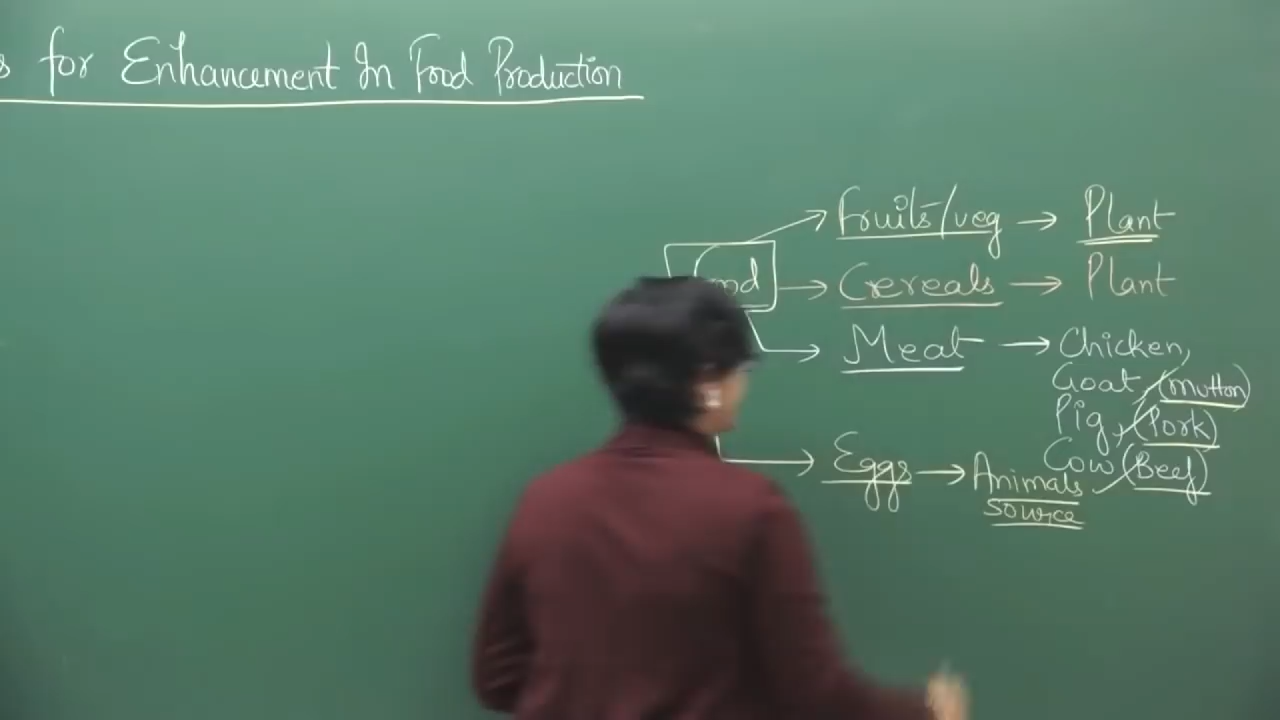 for Enhancement In Food Production
Fruits/veg → Plant
Cereals → Plant
Meat → Chicken,
Goat (mutton)
Pig, (Pork)
Cow (Beef)
Eggs → Animals
source